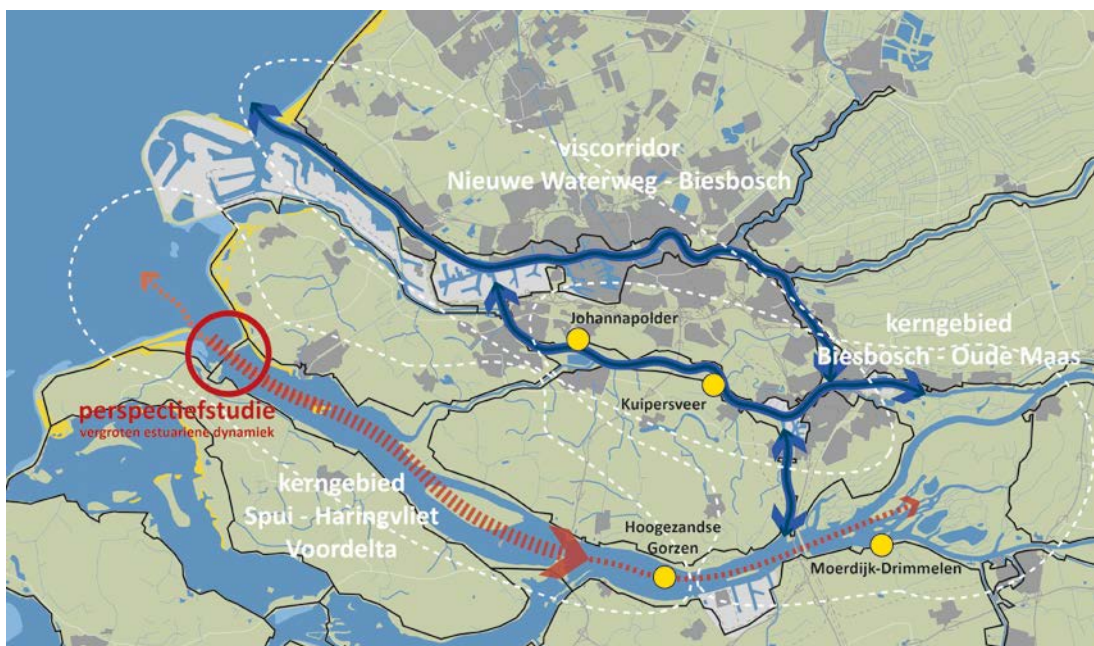 viscorridor
Nieuwe Waterweg - Biesbosch
Johannapolder
kerngebied
Biesbosch - Oude Maas
Kuipersveer
perspectiefstudie
vergroten estuariene dynamiek
kerngebied
Spui - Haringvliet
Voordelta
Hoogezandse
Gorzen
Moerdijk-Drimmelen